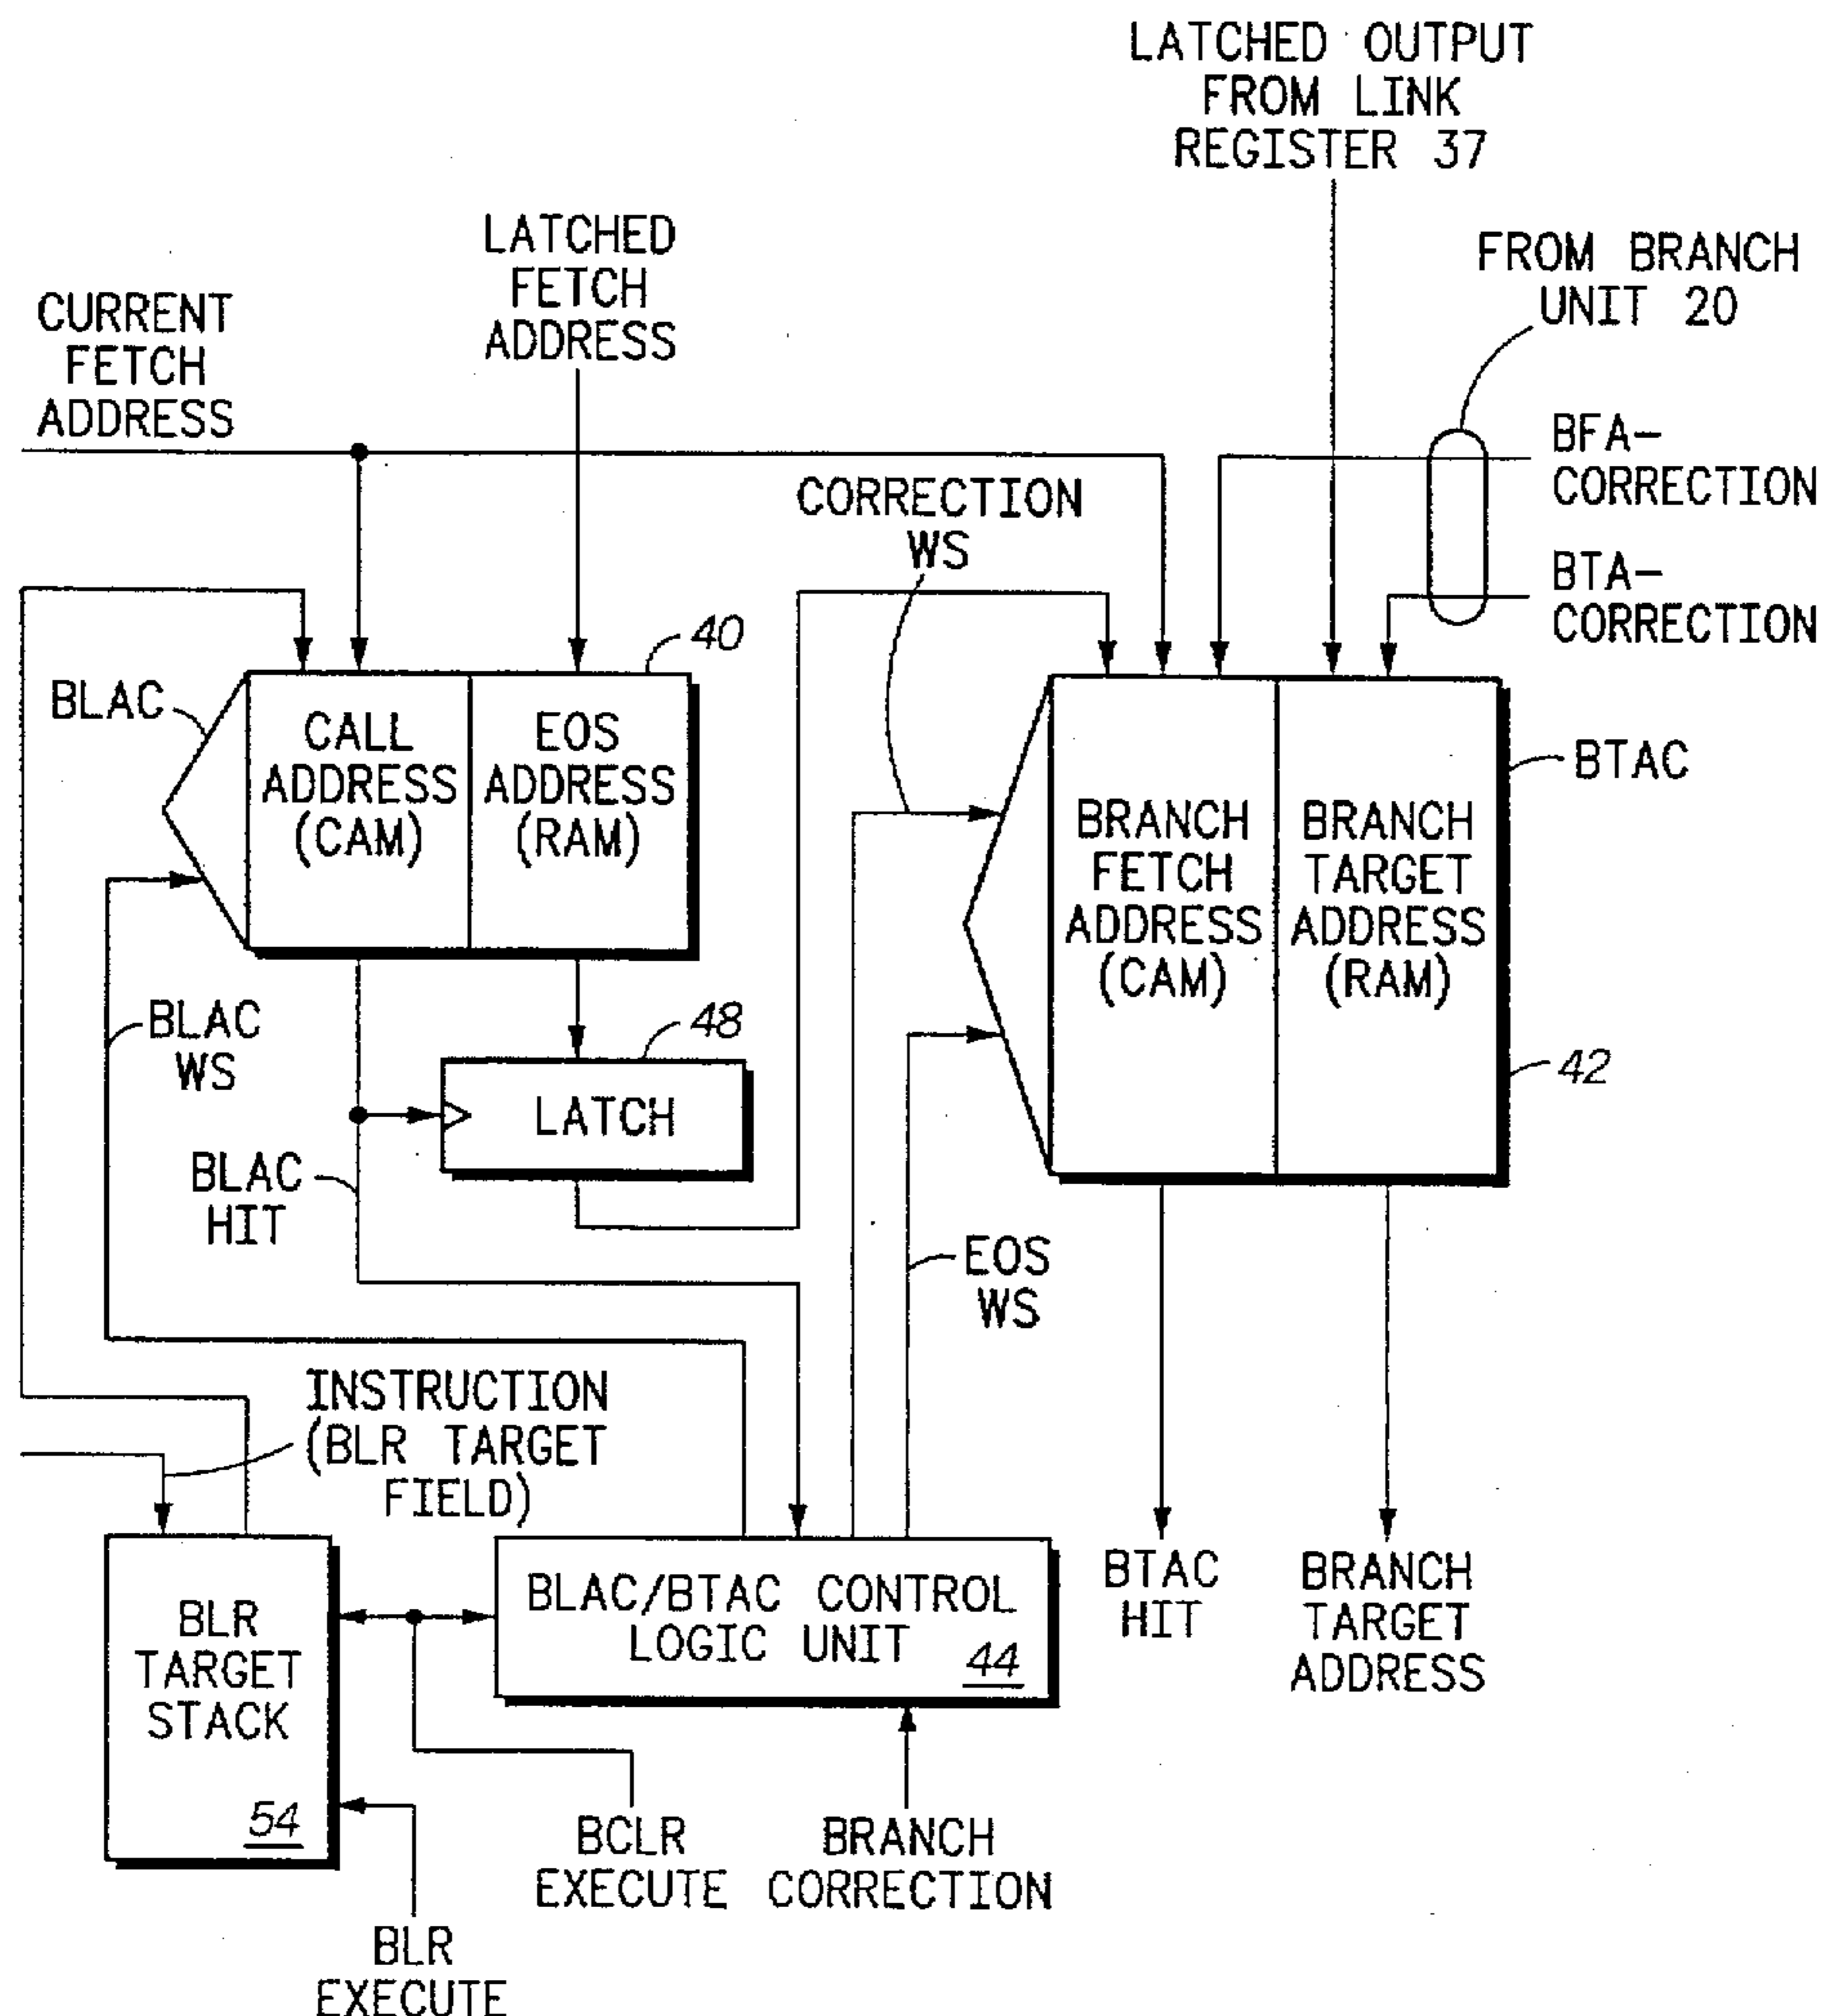 LATCHED OUTPUT
FROM LINK
REGISTER 37
LATCHED
FETCH
ADDRESS
FROM BRANCH
UNIT 20
CURRENT
FETCH
ADDRESS
BFA-
CORRECTION
CORRECTION
WS
BTA-
CORRECTION
40
BLAC
CALL
ADDRESS
(CAM)
EOS
ADDRESS
(RAM)
BTAC
BRANCH
FETCH
ADDRESS
(CAM)
BRANCH
TARGET
ADDRESS
(RAM)
BLAC
WS
48
42
LATCH
BLAC
HIT
EOS
WS
INSTRUCTION
(BLR TARGET
FIELD)
BLR
TARGET
STACK
54
BLAC/BTAC CONTROL
LOGIC UNIT
44
BTAC
HIT
BRANCH
TARGET
ADDRESS
BCLR
EXECUTE
BRANCH
CORRECTION
BLR
EXECUTE